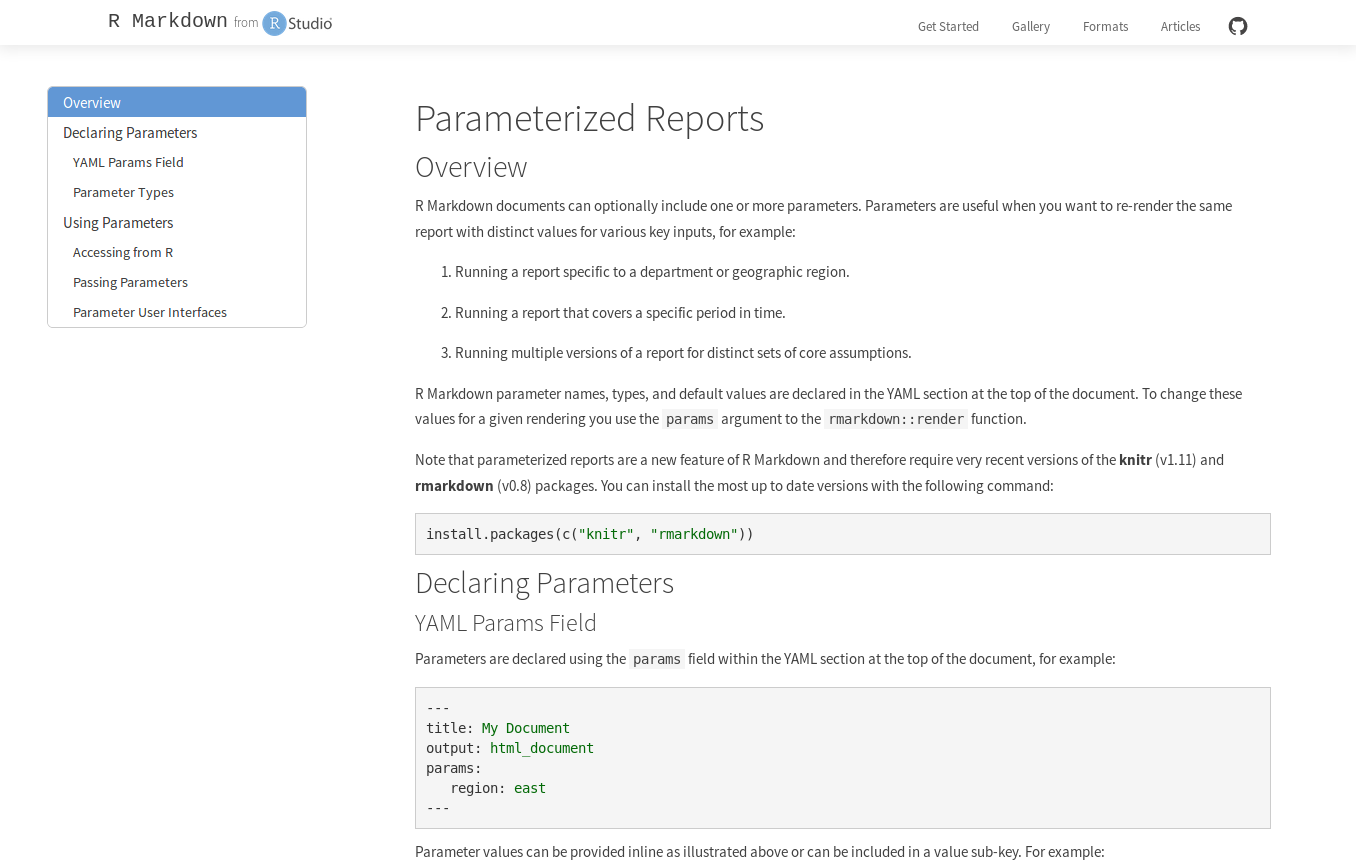 R Markdown from R Studio
Get Started Gallery Formats Articles
Overview
Declaring Parameters
YAML Params Field
Parameter Types
Using Parameters
Accessing from R
Passing Parameters
Parameter User Interfaces
Parameterized Reports
Overview
R Markdown documents can optionally include one or more parameters. Parameters are useful when you want to re-render the same
report with distinct values for various key inputs, for example:
1. Running a report specific to a department or geographic region.
2. Running a report that covers a specific period in time.
3. Running multiple versions of a report for distinct sets of core assumptions.
R Markdown parameter names, types, and default values are declared in the YAML section at the top of the document. To change these
values for a given rendering you use the params argument to the rmarkdown::render function.
Note that parameterized reports are a new feature of R Markdown and therefore require very recent versions of the knitr (v1.11) and
rmarkdown (v0.8) packages. You can install the most up to date versions with the following command:
install.packages(c("knitr", "rmarkdown"))
Declaring Parameters
YAML Params Field
Parameters are declared using the params field within the YAML section at the top of the document, for example:
---
title: My Document
output: html_document
params:
   region: east
---
Parameter values can be provided inline as illustrated above or can be included in a value sub-key. For example: